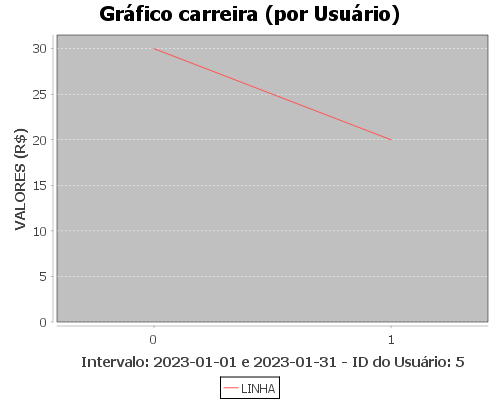 Gráfico carreira (por Usuário)
VALORES (R$)
30
25
20
15
10
5
0
0 1
Intervalo: 2023-01-01 e 2023-01-31 - ID do Usuário: 5
LINHA